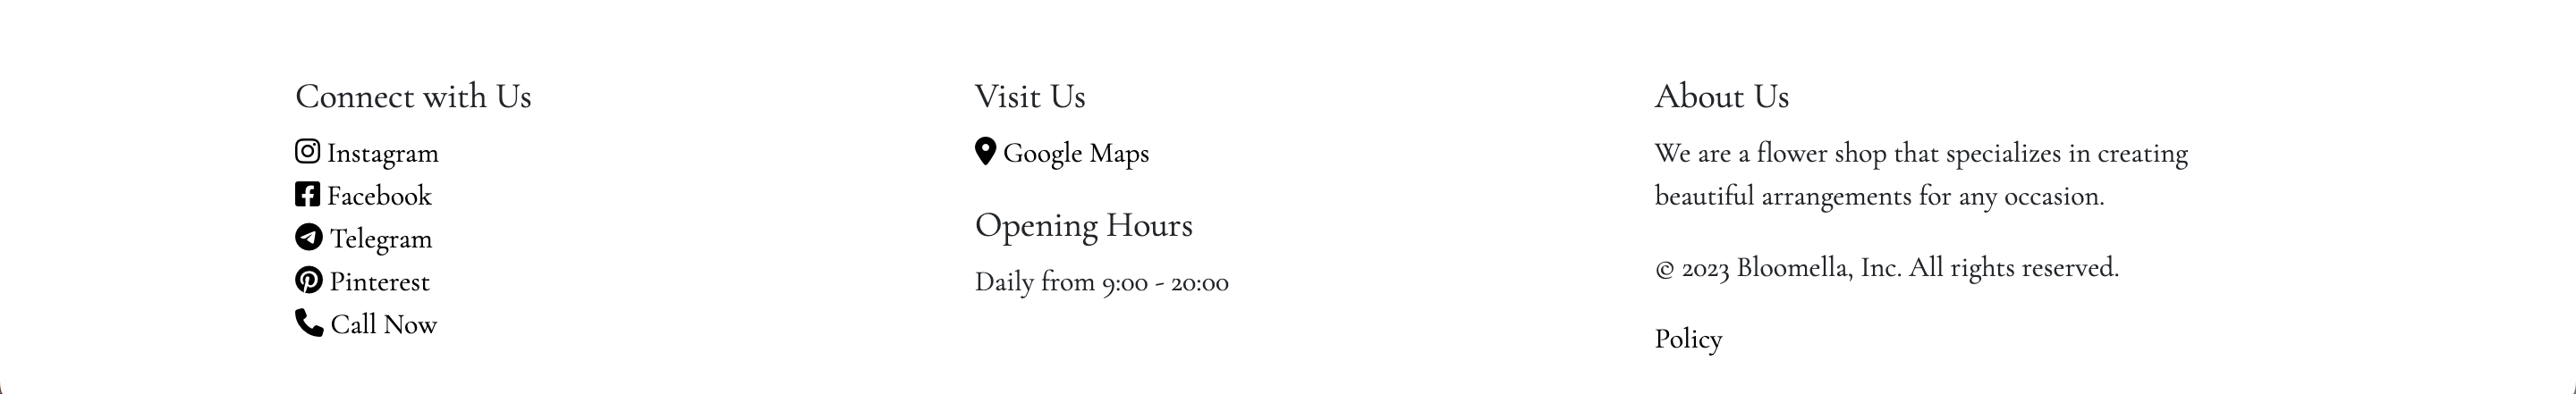 Connect with Us
Instagram
Facebook
Telegram
Pinterest
Call Now
Visit Us
Google Maps
Opening Hours
Daily from 9:00 - 20:00
About Us
We are a flower shop that specializes in creating
beautiful arrangements for any occasion.
© 2023 Bloomella, Inc. All rights reserved.
Policy